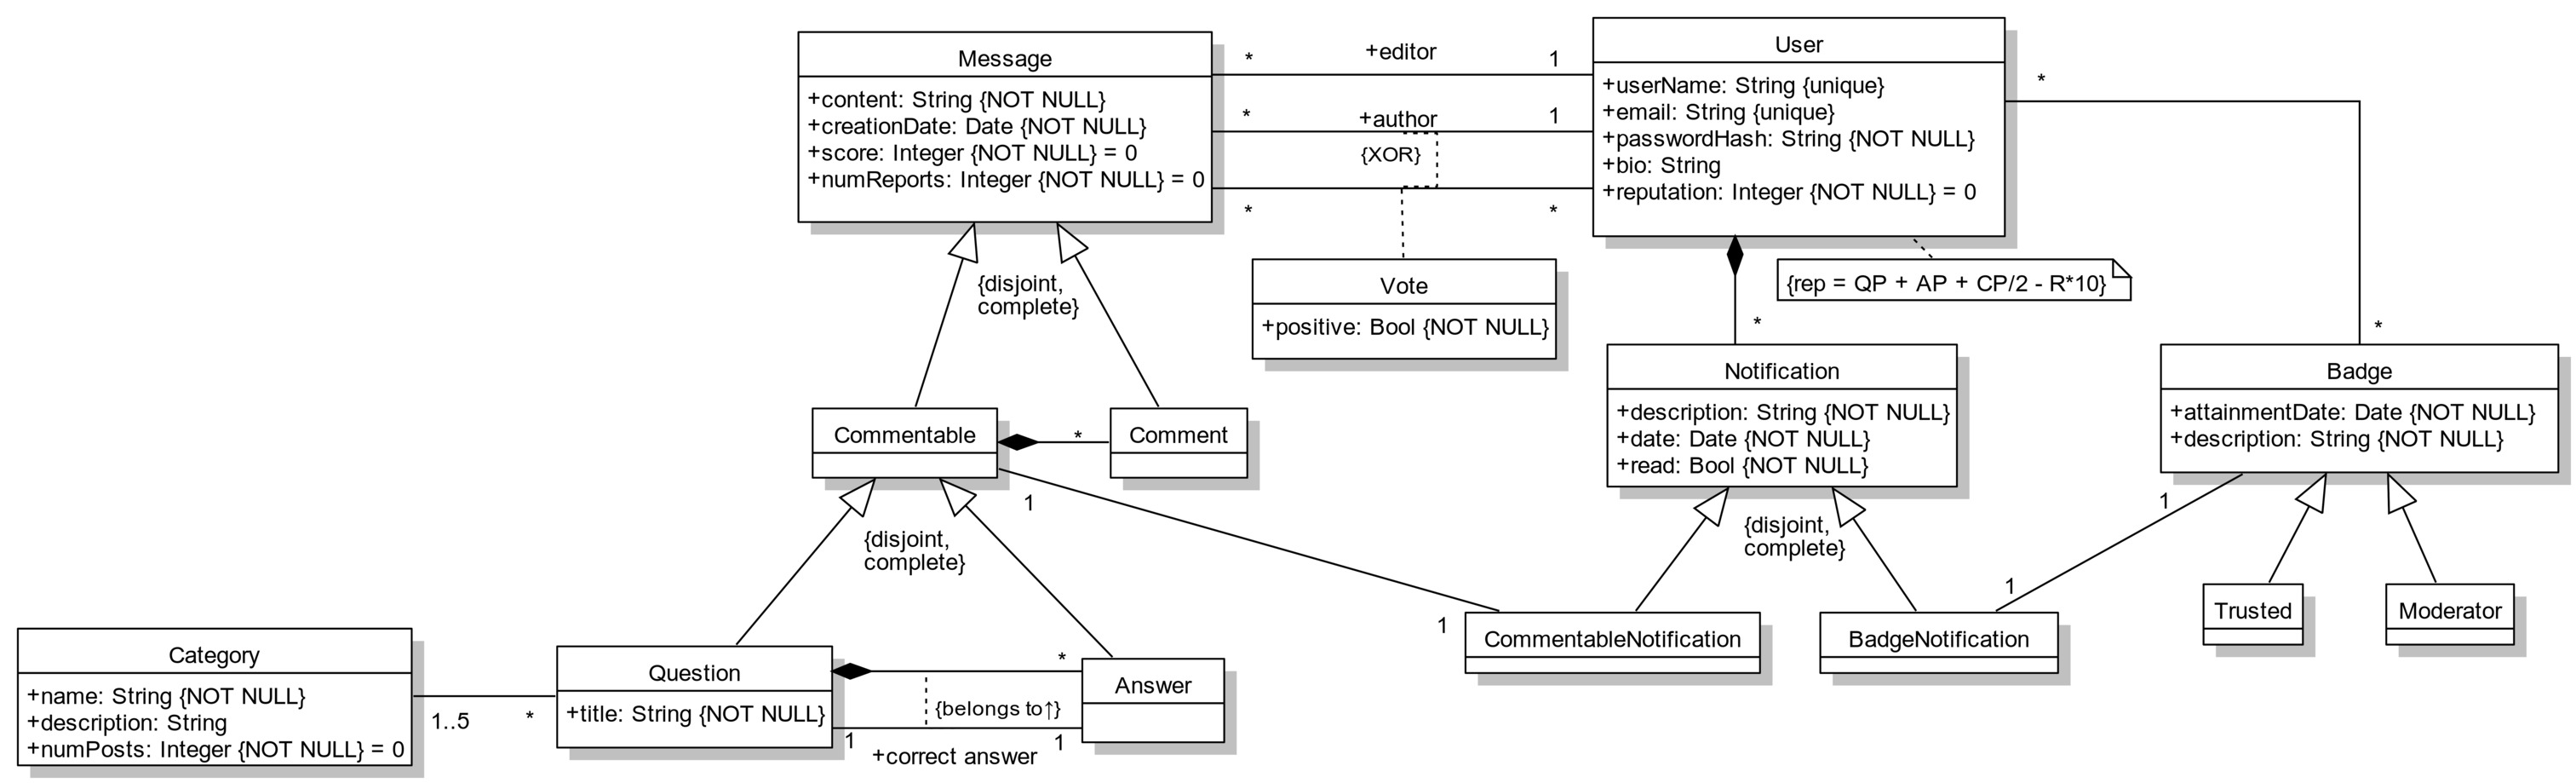 Message
+content: String {NOT NULL}
+creationDate: Date {NOT NULL}
+score: Integer {NOT NULL} = 0
+numReports: Integer {NOT NULL} = 0
* +editor 1
* +author 1
{XOR}
* *
User
+userName: String {unique}
+email: String {unique}
+passwordHash: String {NOT NULL}
+bio: String
+reputation: Integer {NOT NULL} = 0
*
{rep = QP + AP + CP/2 - R*10}
{disjoint,
complete}
Vote
+positive: Bool {NOT NULL}
*
*
Notification
+description: String {NOT NULL}
+date: Date {NOT NULL}
+read: Bool {NOT NULL}
Badge
+attainmentDate: Date {NOT NULL}
+description: String {NOT NULL}
Commentable
*
Comment
1
{disjoint,
complete}
{disjoint,
complete}
1
1
1
CommentableNotification
BadgeNotification
Trusted
Moderator
Category
+name: String {NOT NULL}
+description: String
+numPosts: Integer {NOT NULL} = 0
1..5 *
Question
+title: String {NOT NULL}
*
{belongs to↑}
1 +correct answer 1
Answer